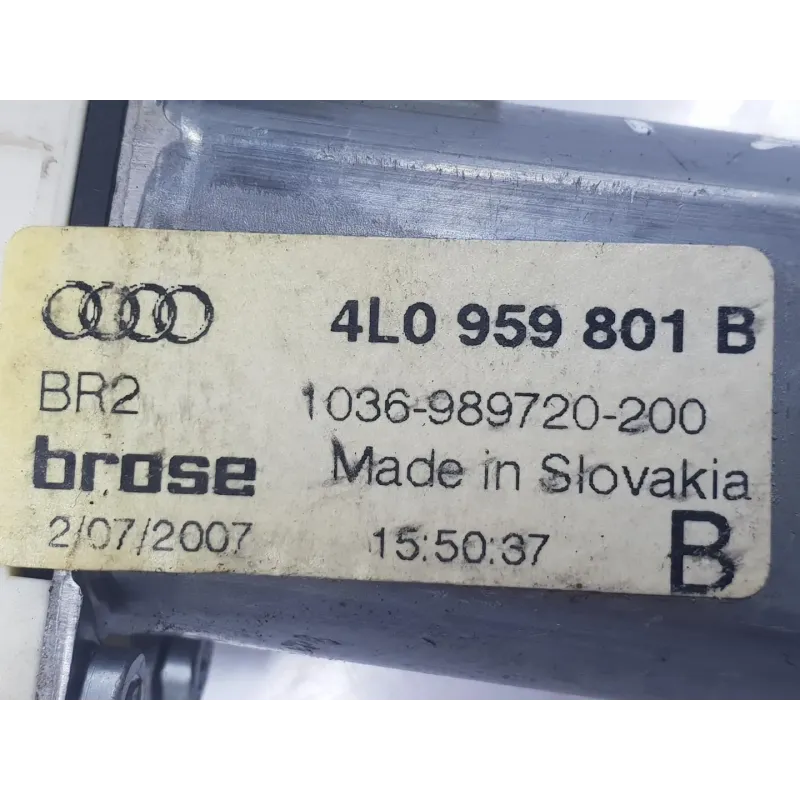 4L0 959 801 B
BR2 1036-989720-200
brose Made in Slovakia
2/07/2007 15:50:37 B